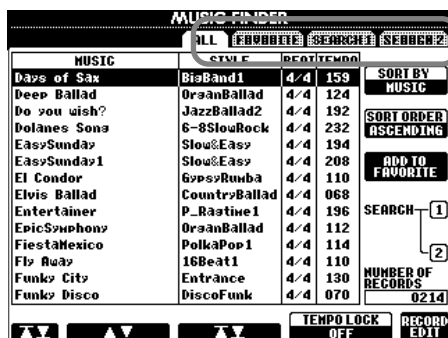 MUSIC FINDER
ALL FAVORITE SEARCH1 SEARCH2
MUSIC STYLE BEAT TEMPO
Days of Sax BigBand1 4/4 159
Deep Ballad OrganBallad 4/4 124
Do you wish? JazzBallad2 4/4 192
Dolanes Song 6-8SlowRock 4/4 232
EasySunday Slow&Easy 4/4 194
EasySunday1 Slow&Easy 4/4 208
El Condor GypsyRumba 4/4 110
Elvis Ballad CountryBallad 4/4 068
Entertainer P_Ragtime1 4/4 196
EpicSymphony OrganBallad 4/4 112
FiestaMexico PolkaPop1 4/4 114
Fly Away 16Beat1 4/4 110
Funky City Entrance 4/4 130
Funky Disco DiscoFunk 4/4 070
SORT BY
MUSIC
SORT ORDER
ASCENDING
ADD TO
FAVORITE
SEARCH 1
2
NUMBER OF
RECORDS
0214
TEMPO LOCK
OFF
RECORD
EDIT